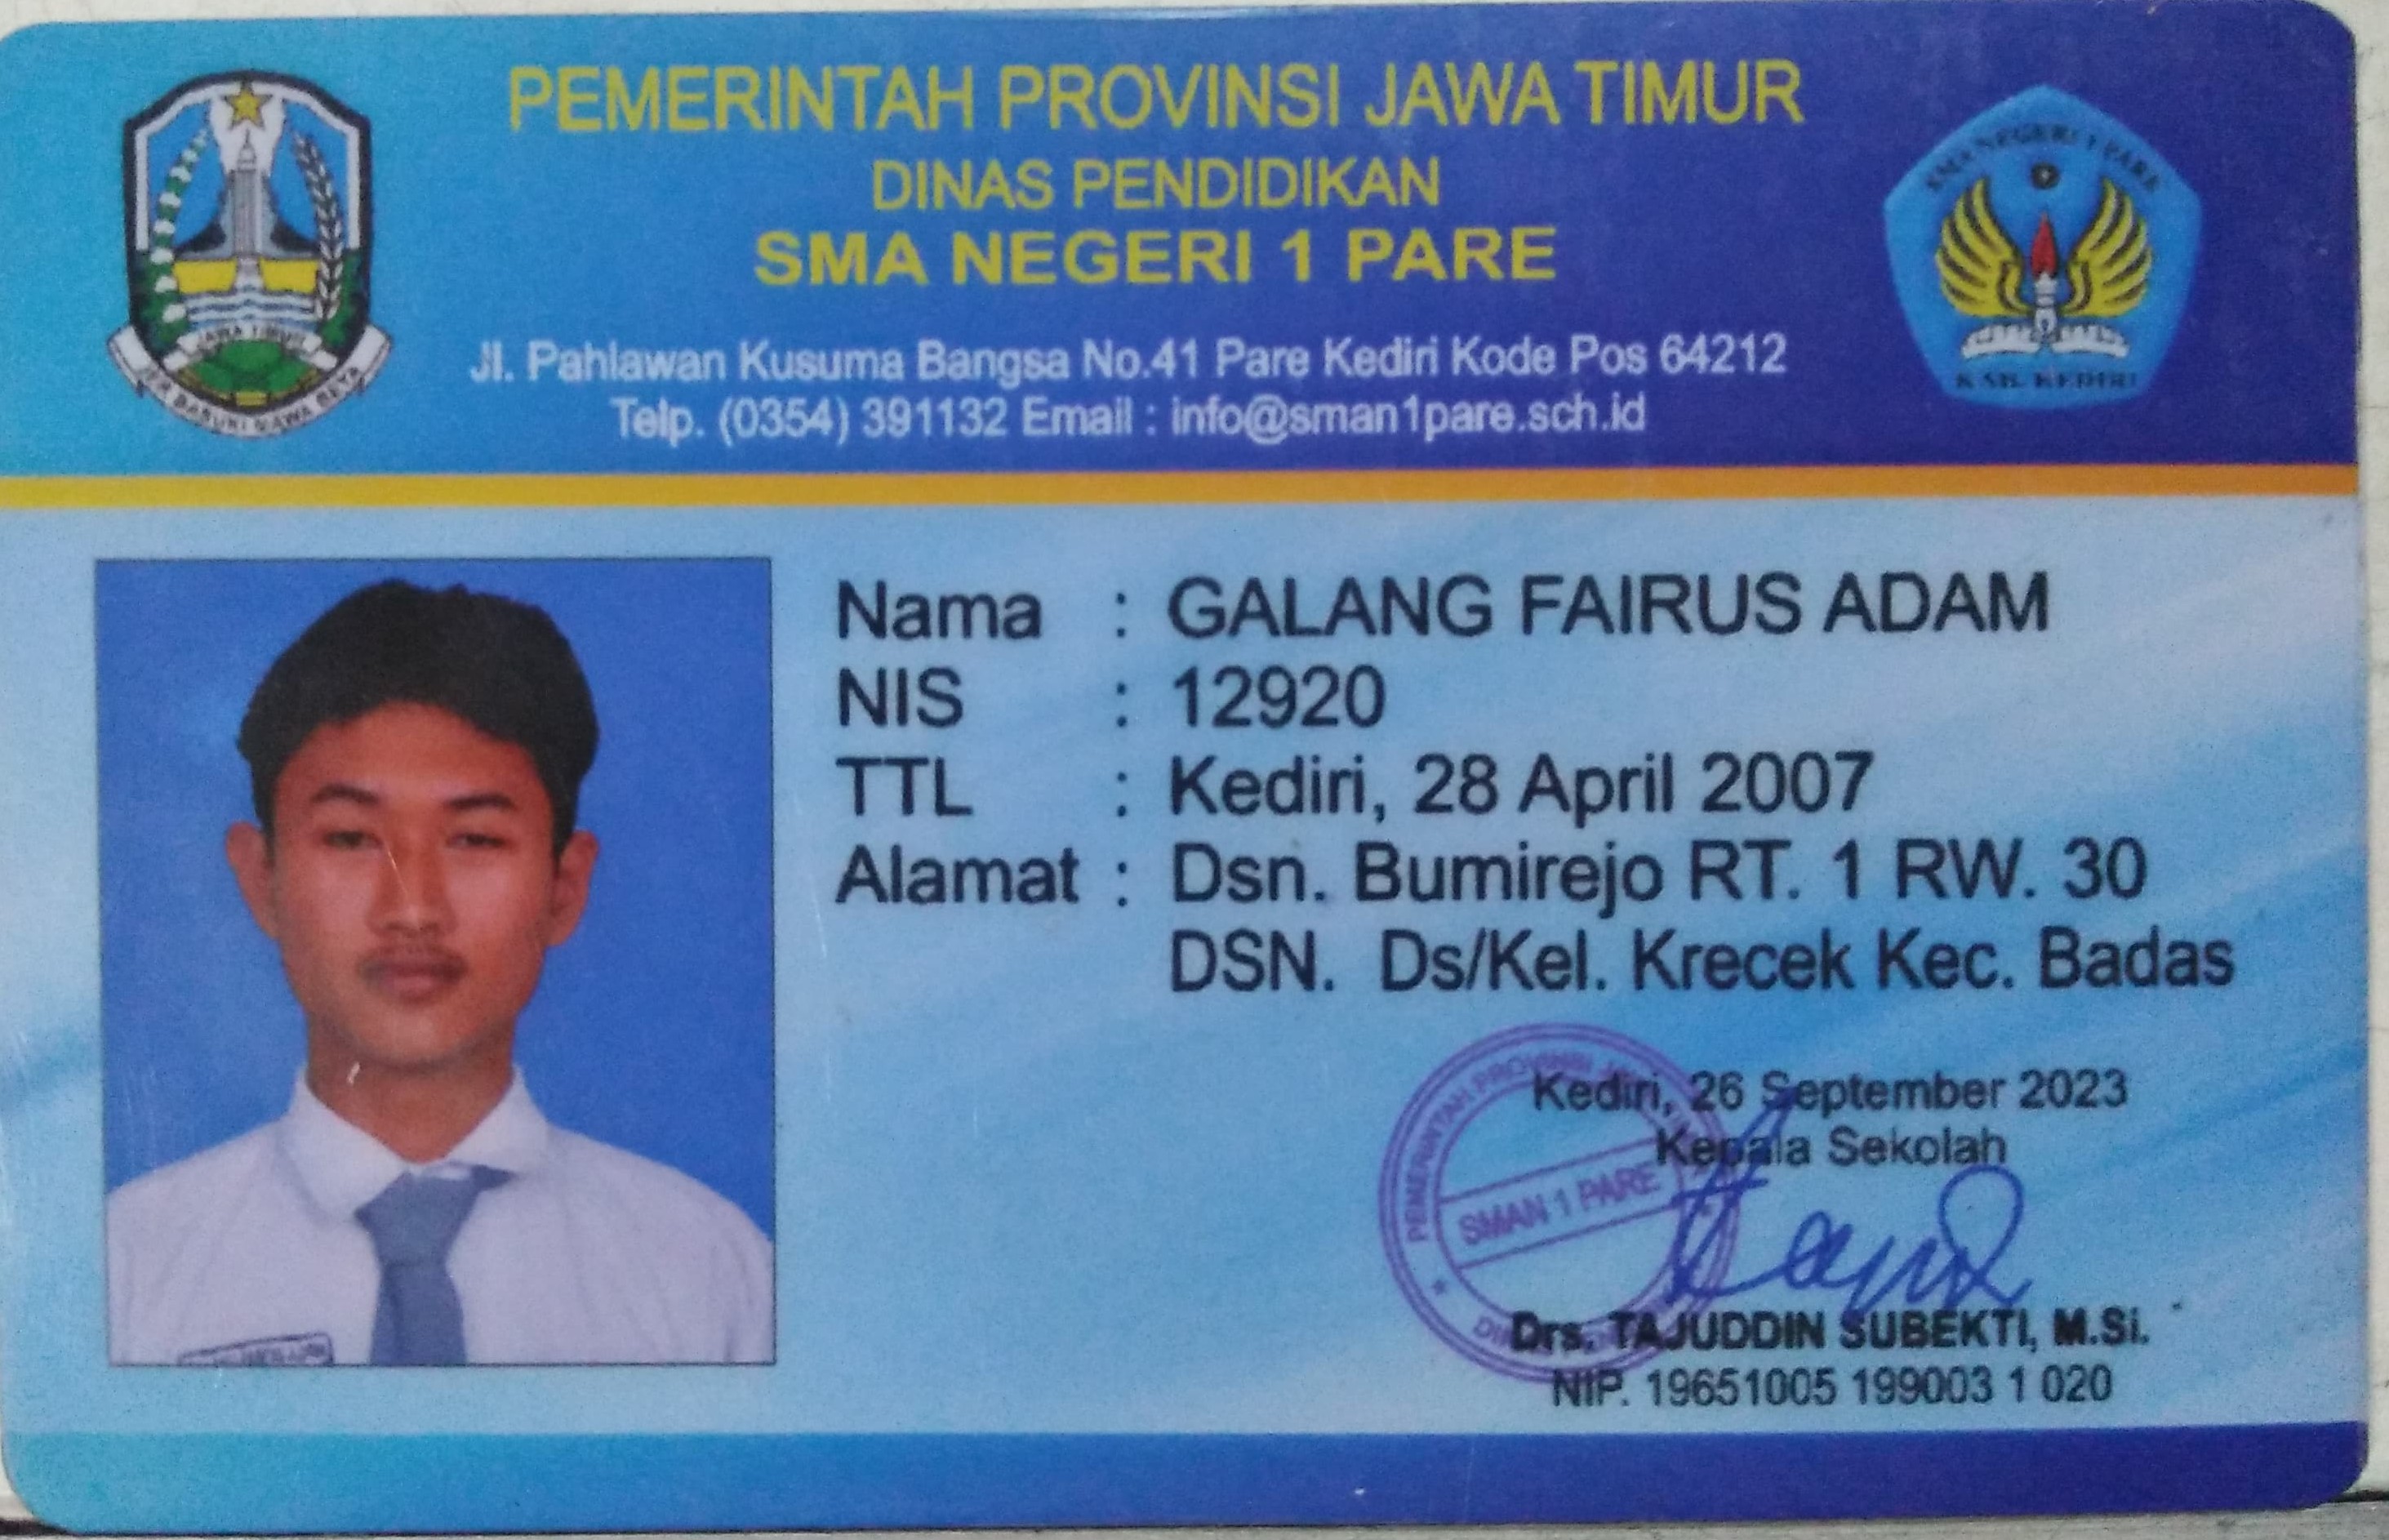 PEMERINTAH PROVINSI JAWA TIMUR
DINAS PENDIDIKAN
SMA NEGERI 1 PARE
Jl. Pahlawan Kusuma Bangsa No.41 Pare Kediri Kode Pos 64212
Telp. (0354) 391132 Email : info@sman1pare.sch.id
JAWA TIMUR
JER BASUKI MAWA BEYA
SMA NEGERI 1 PARE
KAB. KEDIRI
Nama : GALANG FAIRUS ADAM
NIS : 12920
TTL : Kediri, 28 April 2007
Alamat : Dsn. Bumirejo RT. 1 RW. 30
DSN. Ds/Kel. Krecek Kec. Badas
Kediri, 26 September 2023
Kepala Sekolah
PEMERINTAH PROVINSI
SMAN 1 PARE
Drs. TAJUDDIN SUBEKTI, M.Si.
NIP. 19651005 199003 1 020